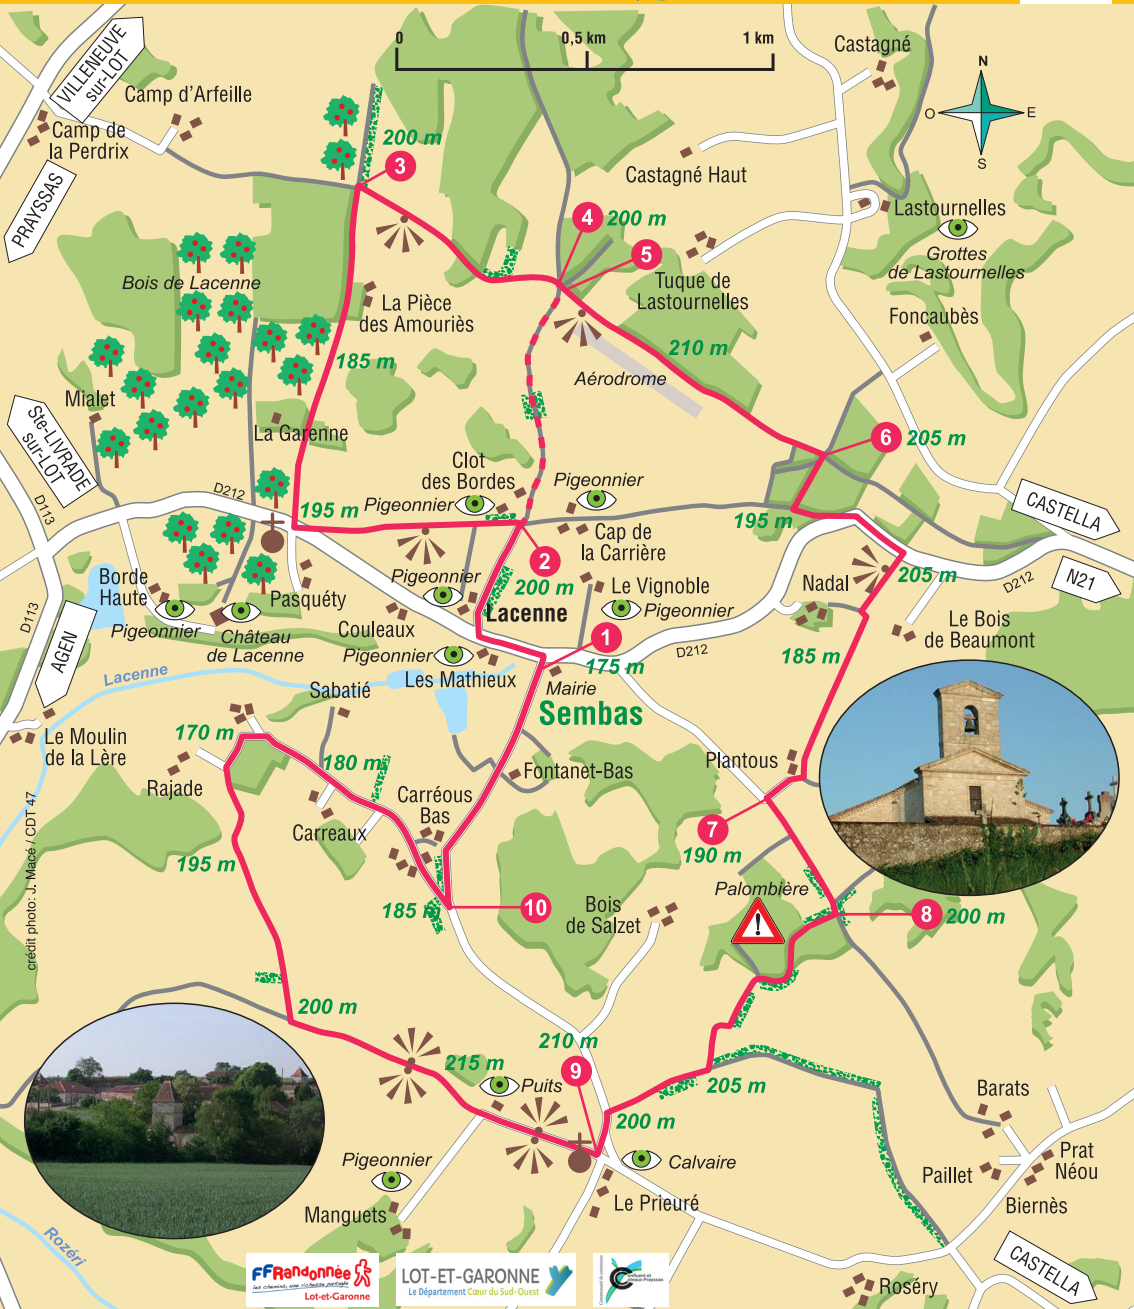 0
0,5 km
1 km
Castagné
VILLENEUVE
sur-LOT
Camp d'Arfeille
N
O
E
S
Camp de
la Perdrix
200 m
3
Castagné Haut
PRAYSSAS
4
200 m
Lastournelles
5
Grottes
de Lastournelles
Bois de Lacenne
Tuque de
Lastournelles
La Pièce
des Amouriès
Foncaubès
185 m
210 m
Aérodrome
Mialet
Ste-LIVRADE
sur-LOT
La Garenne
6
205 m
Clot
des Bordes
Pigeonnier
D212
Pigeonnier
D113
195 m
195 m
CASTELLA
Cap de
la Carrière
2
200 m
Borde
Haute
Pigeonnier
Le Vignoble
Nadal
205 m
D212
N21
Pasquéty
Lacenne
Pigeonnier
D113
Pigeonnier
Château
de Lacenne
Couleaux
1
Le Bois
de Beaumont
AGEN
Pigeonnier
175 m
D212
185 m
Lacenne
Les Mathieux
Mairie
Sabatié
Sembas
170 m
Le Moulin
de la Lère
180 m
Plantous
Rajade
Fontanet-Bas
Carréous
Bas
Carreaux
7
195 m
190 m
Palombière
185 m
10
Bois
de Salzet
8
200 m
crédit photo: J. Macé / CDT 47
200 m
210 m
215 m
9
Puits
205 m
Barats
200 m
Pigeonnier
Calvaire
Prat
Néou
Paillet
Manguets
Le Prieuré
Biernès
Rozéri
CASTELLA
Roséry
FFRandonnée
les chemins, une richesse partagée
Lot-et-Garonne
LOT-ET-GARONNE
Le Département Cœur du Sud-Ouest